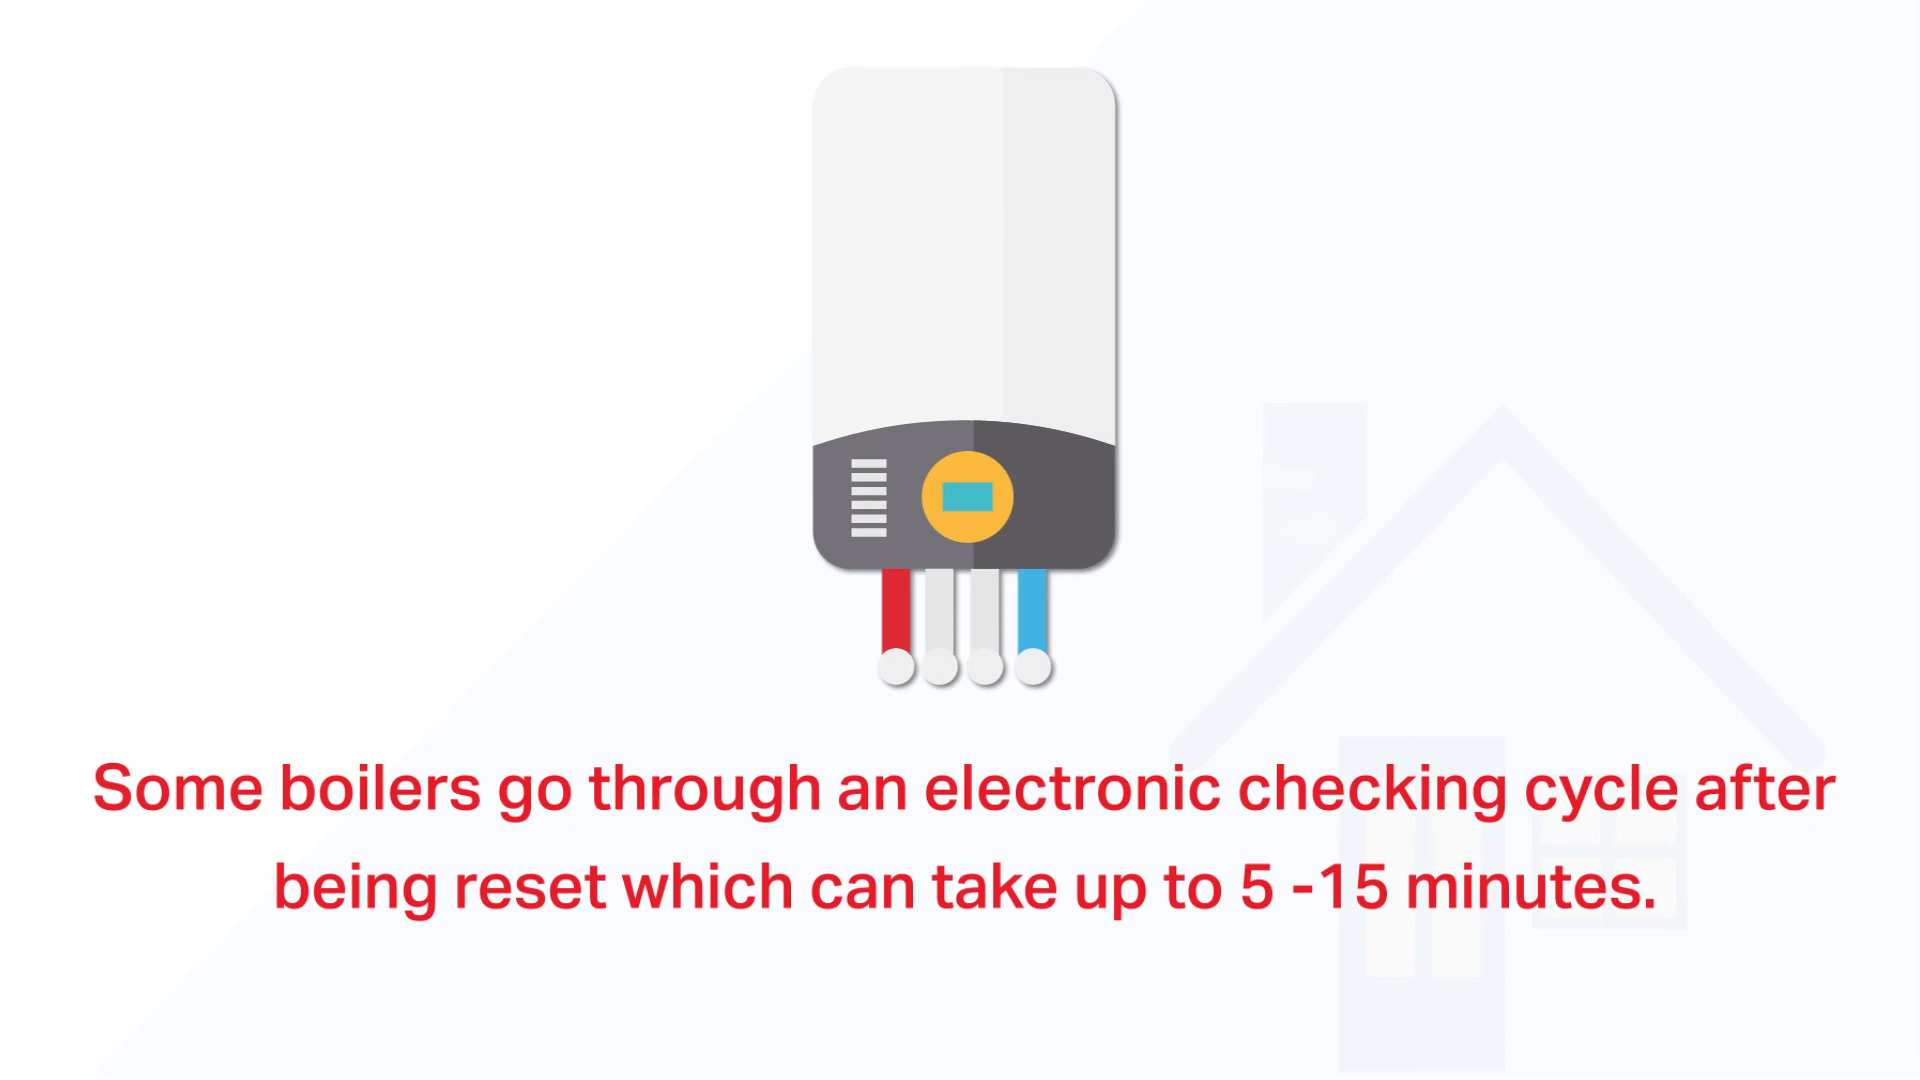 Some boilers go through an electronic checking cycle after
being reset which can take up to 5 -15 minutes.